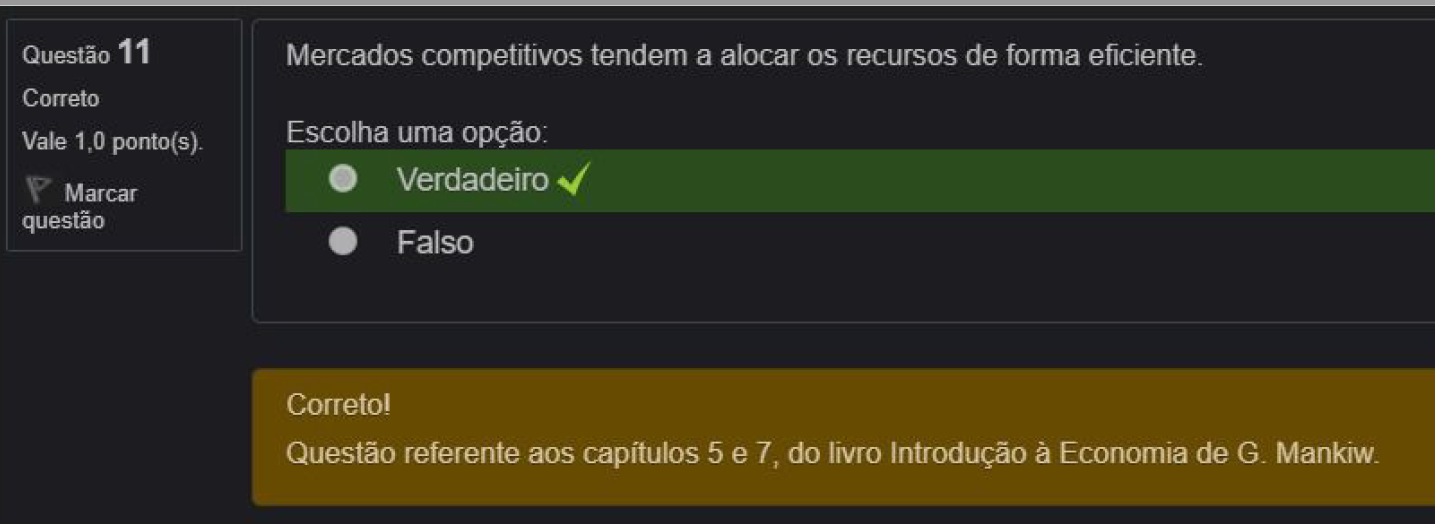 Questão 11
Correto
Vale 1,0 ponto(s).
Marcar
questão
Mercados competitivos tendem a alocar os recursos de forma eficiente.
Escolha uma opção:
Verdadeiro
Falso
Correto!
Questão referente aos capítulos 5 e 7, do livro Introdução à Economia de G. Mankiw.